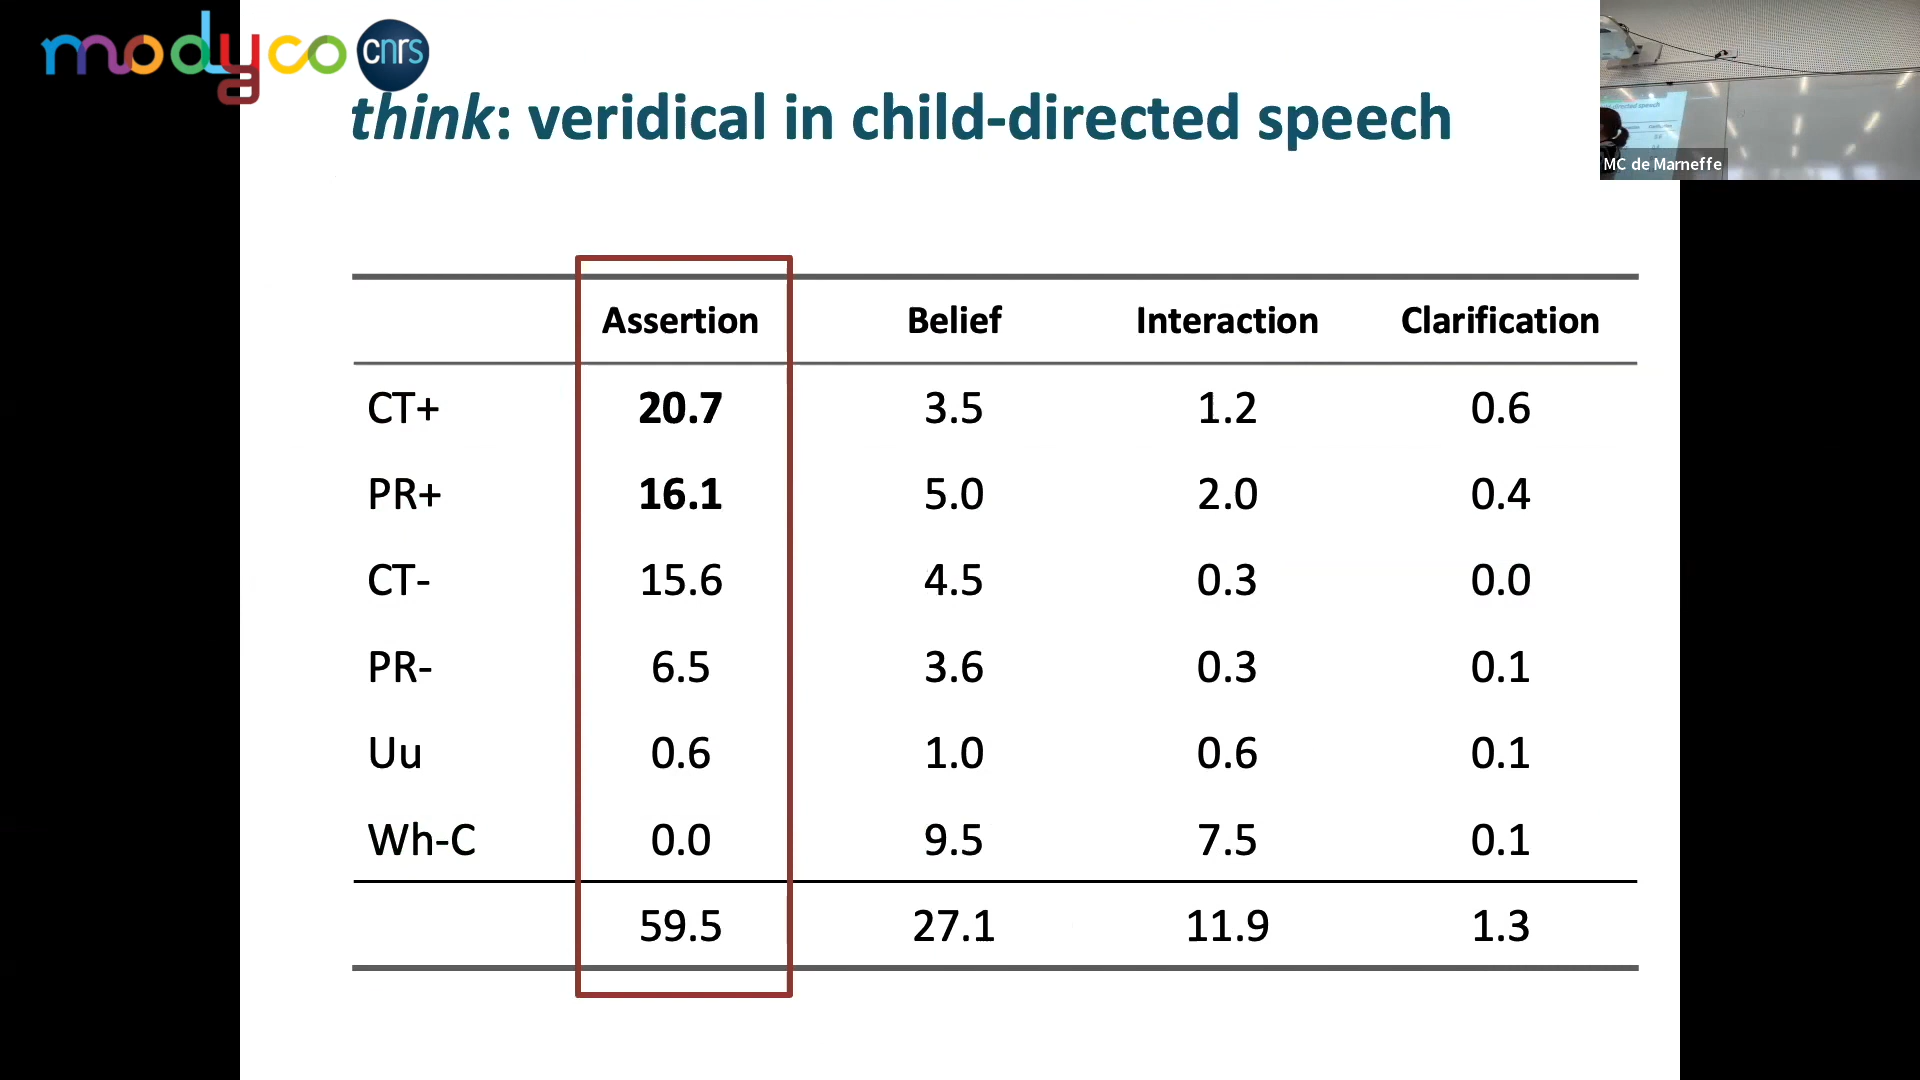 modyco cnrs
think: veridical in child-directed speech
MC de Marneffe
Assertion Belief Interaction Clarification
CT+ 20.7 3.5 1.2 0.6
PR+ 16.1 5.0 2.0 0.4
CT- 15.6 4.5 0.3 0.0
PR- 6.5 3.6 0.3 0.1
Uu 0.6 1.0 0.6 0.1
Wh-C 0.0 9.5 7.5 0.1
59.5 27.1 11.9 1.3